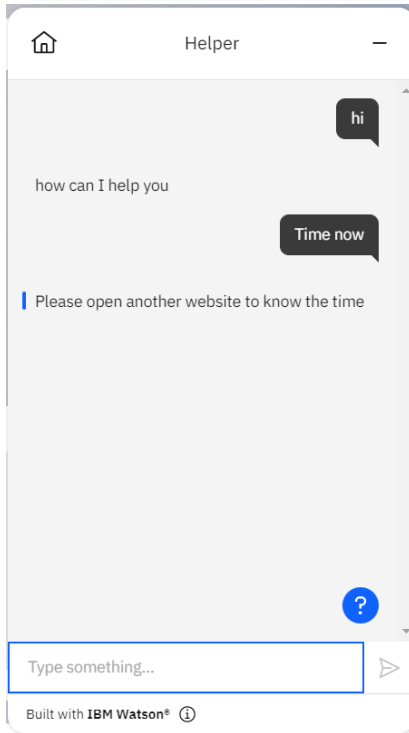 Helper
hi
how can I help you
Time now
Please open another website to know the time
?
Type something...
Built with IBM Watson®